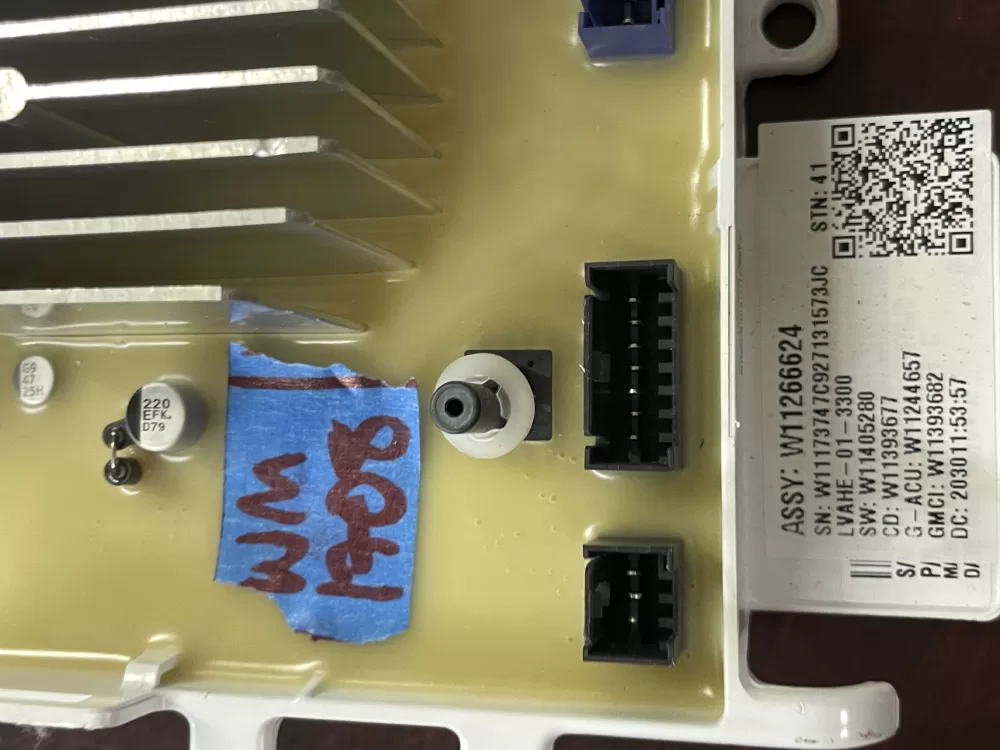 STN: 41
ASSY: W11266624
SN: W11173747C927131573JC
LVAHE-01-3300
SW: W11405280
CD: W11393677
G-ACU: W11244657
GMCI: W11393682
DC: 203011:53:57
S/
P/
M/
D/
G9
47
25H
220
EFK.
D79
WM